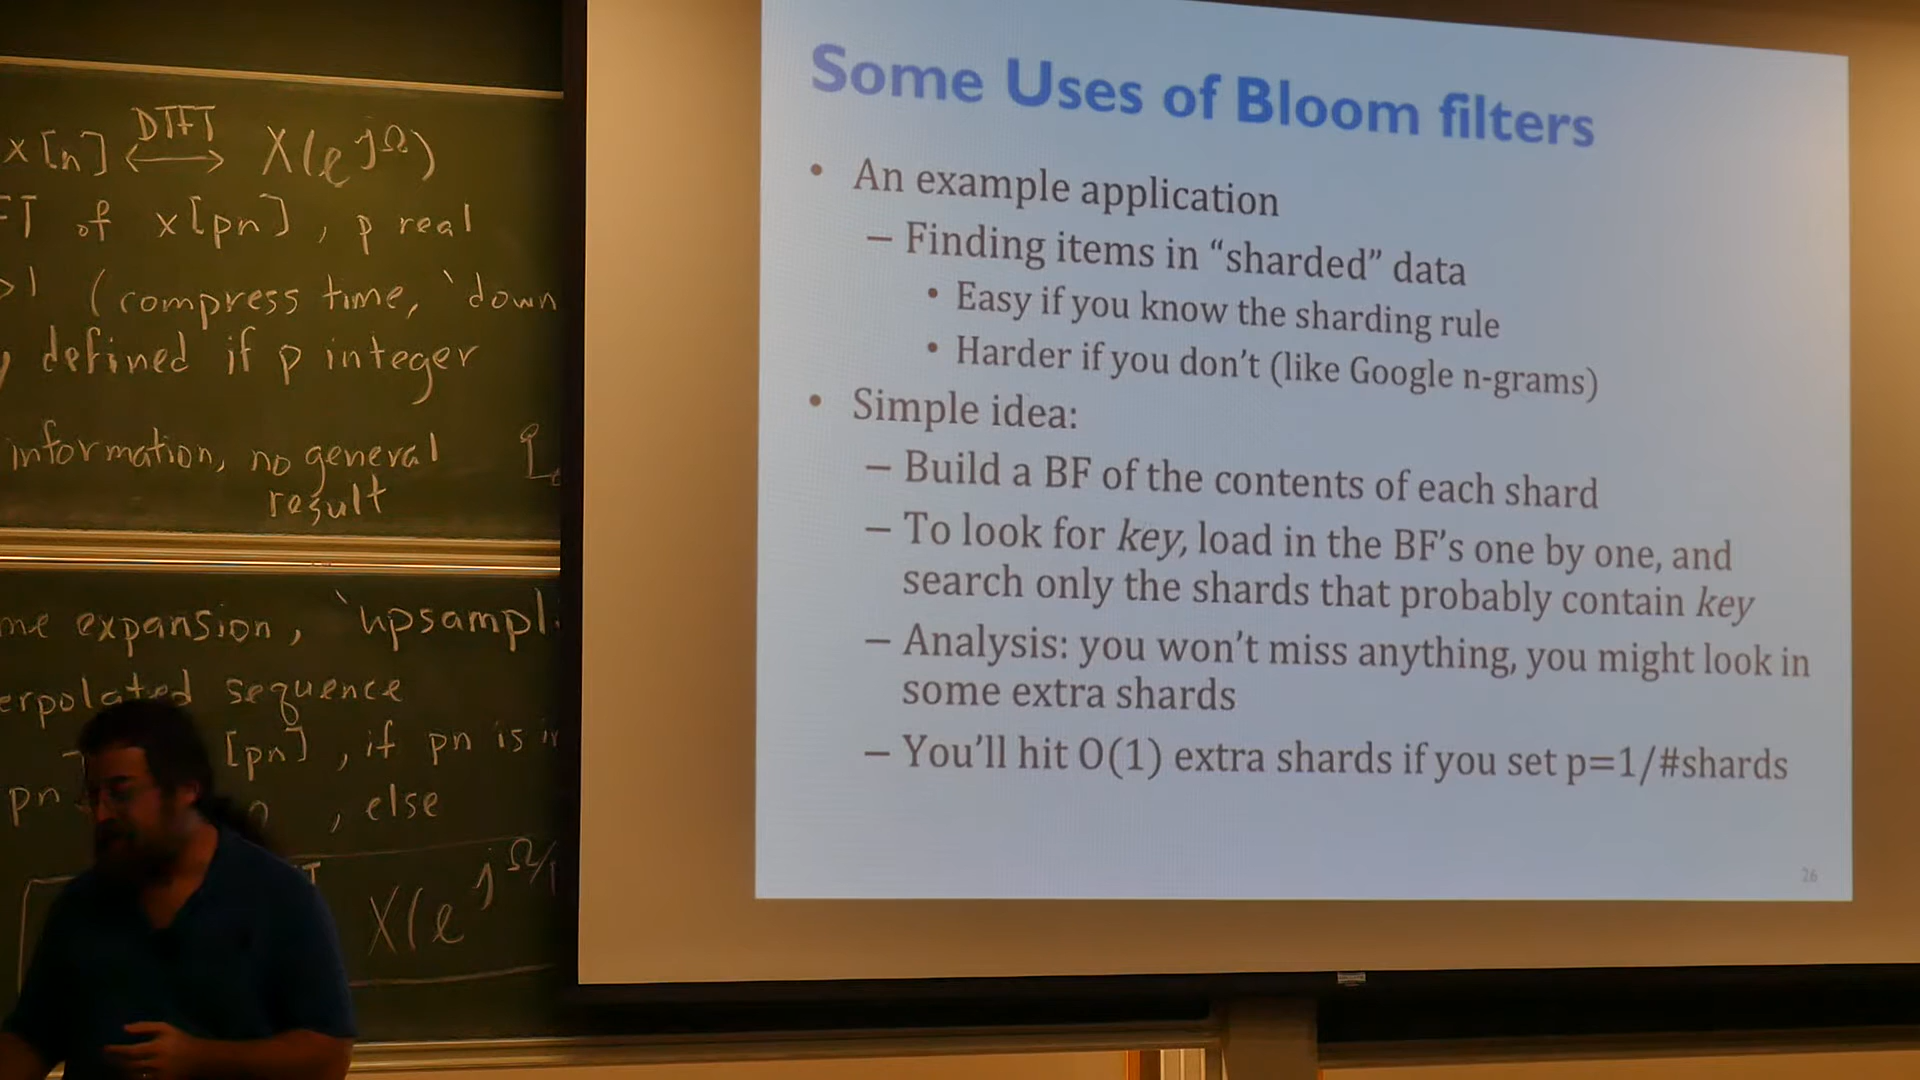 x[n] DTFT X(e^jΩ)
of x[pn], p real
>1 (compress time, `down
defined if p integer
information, no general
result
expansion, `upsampl
sequence
[pn], if pn is
pn
, else
X(e^jΩ/
Some Uses of Bloom filters
• An example application
– Finding items in “sharded” data
• Easy if you know the sharding rule
• Harder if you don’t (like Google n-grams)
• Simple idea:
– Build a BF of the contents of each shard
– To look for key, load in the BF’s one by one, and
search only the shards that probably contain key
– Analysis: you won’t miss anything, you might look in
some extra shards
– You’ll hit O(1) extra shards if you set p=1/#shards
26